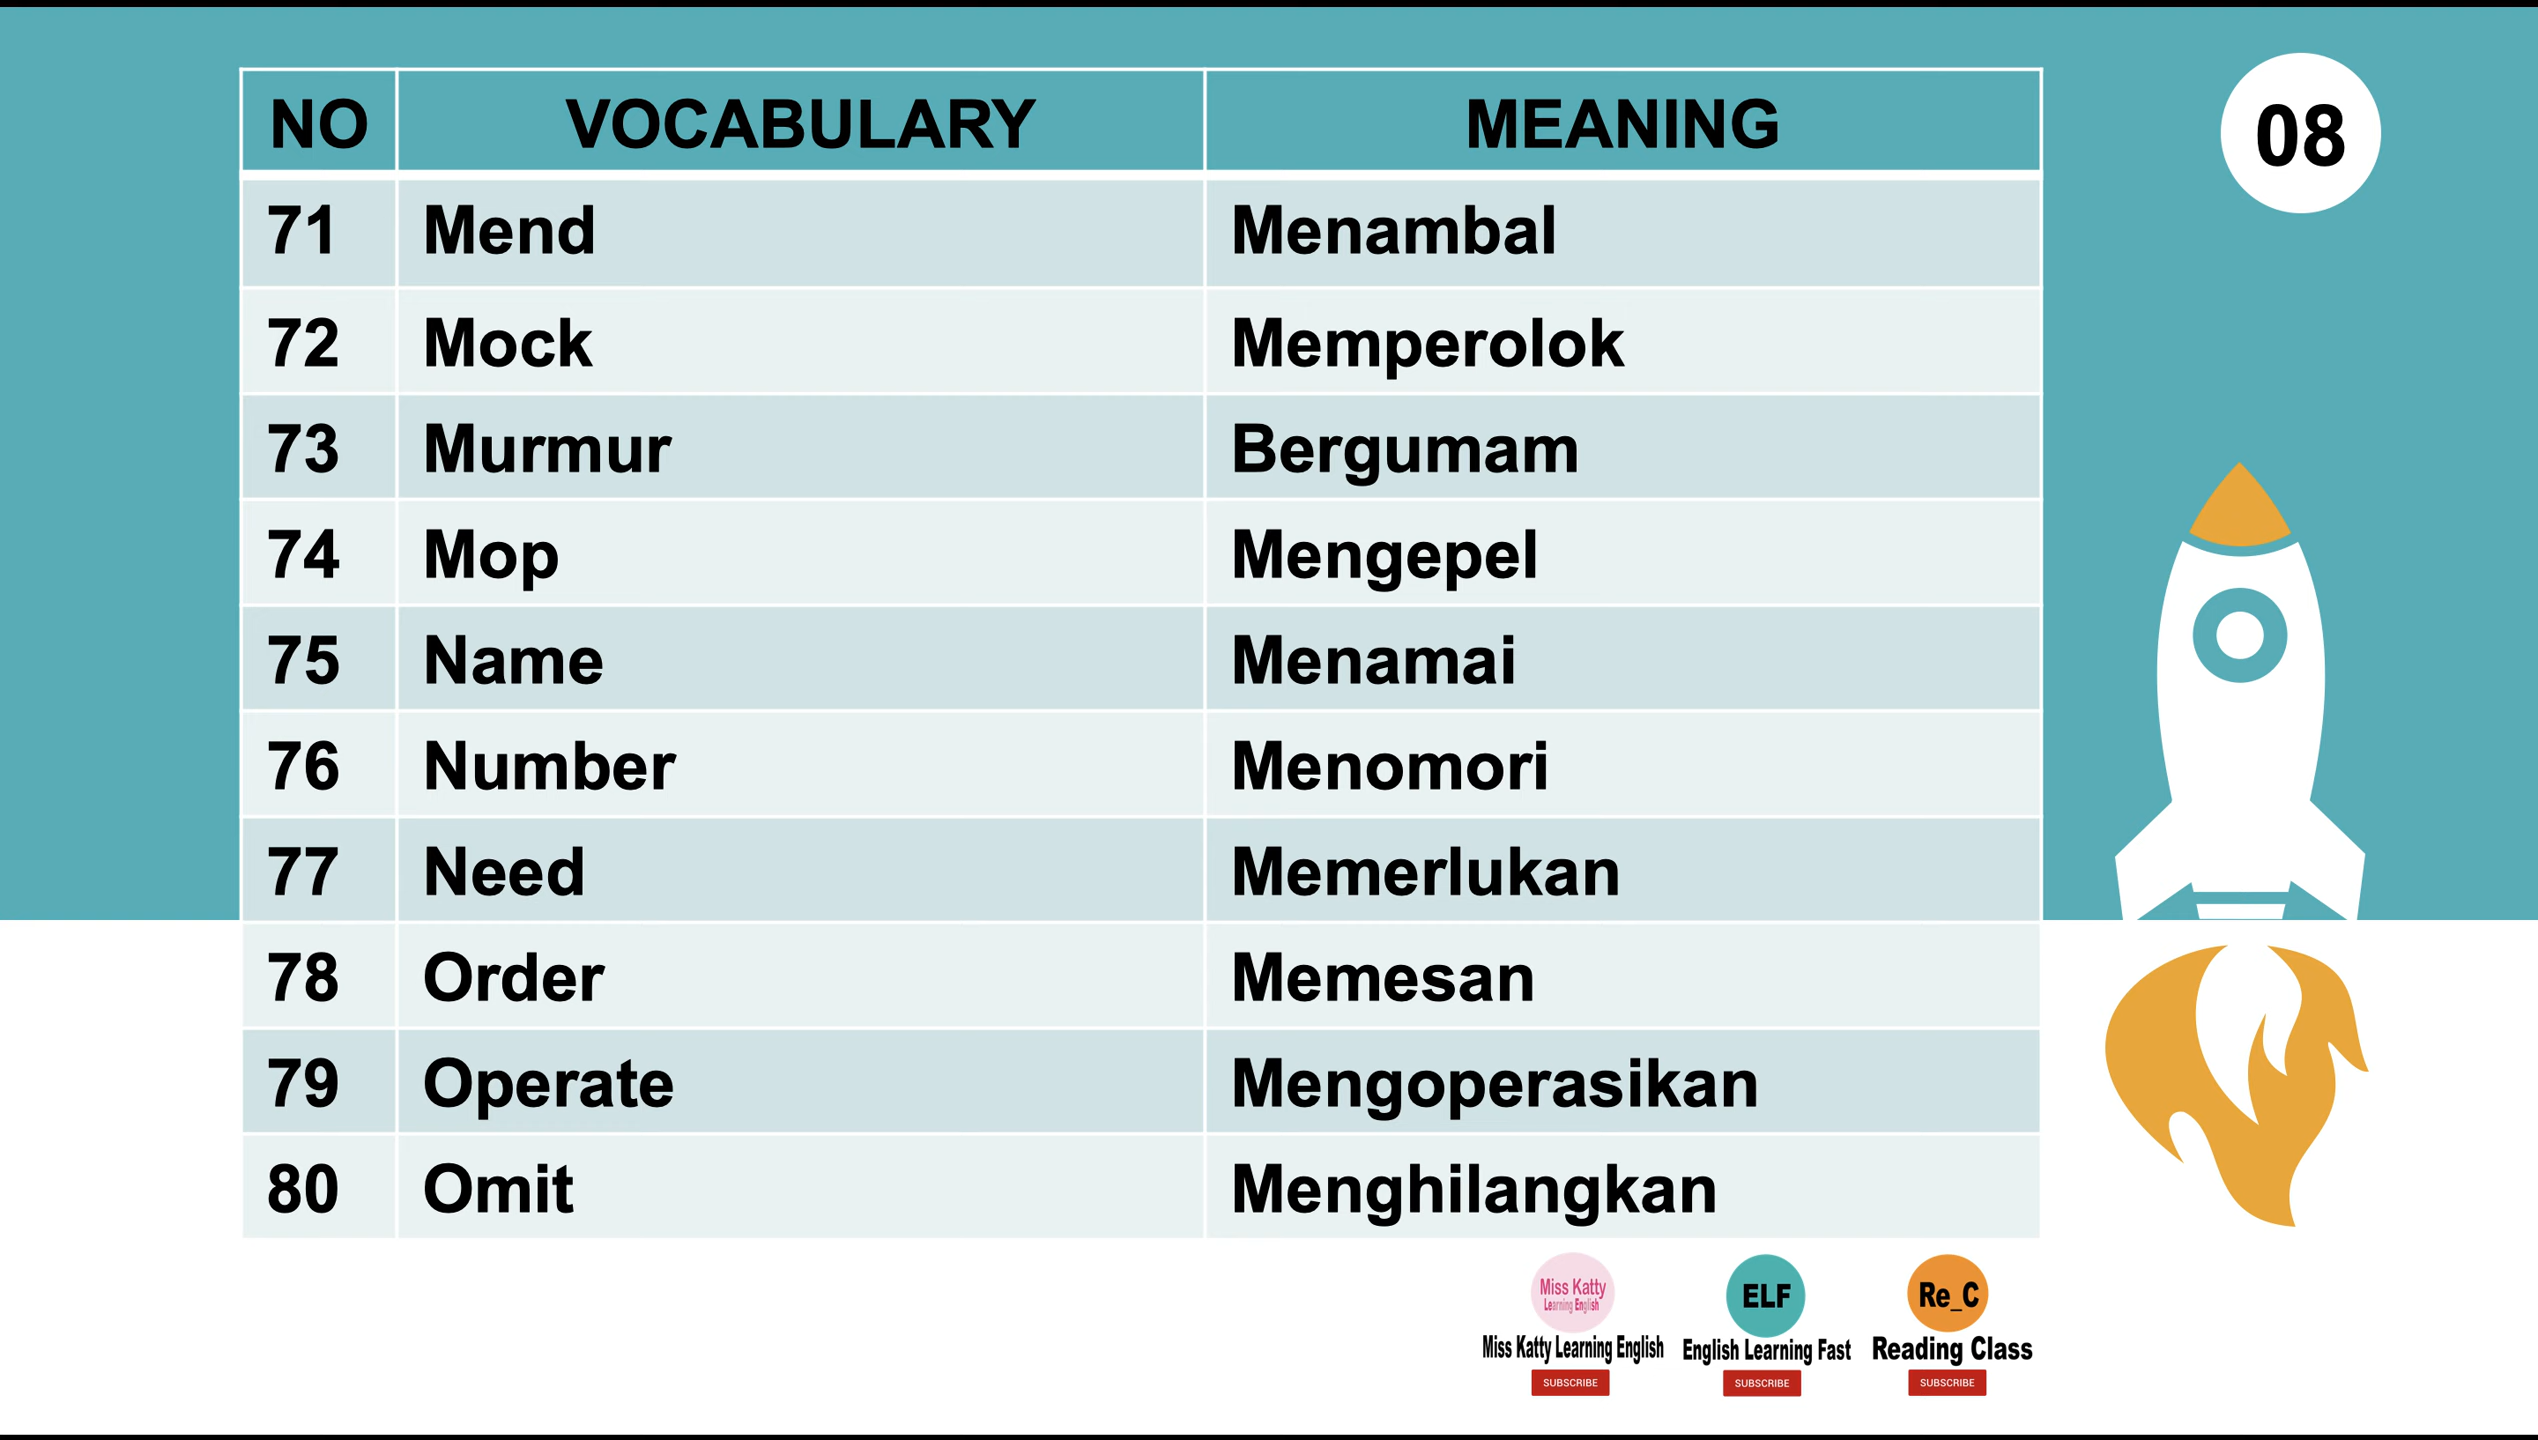 NO VOCABULARY MEANING
08
71 Mend Menambal
72 Mock Memperolok
73 Murmur Bergumam
74 Mop Mengepel
75 Name Menamai
76 Number Menomori
77 Need Memerlukan
78 Order Memesan
79 Operate Mengoperasikan
80 Omit Menghilangkan
Miss Katty
Learning English
ELF
Re_C
Miss Katty Learning English
English Learning Fast
Reading Class
SUBSCRIBE
SUBSCRIBE
SUBSCRIBE